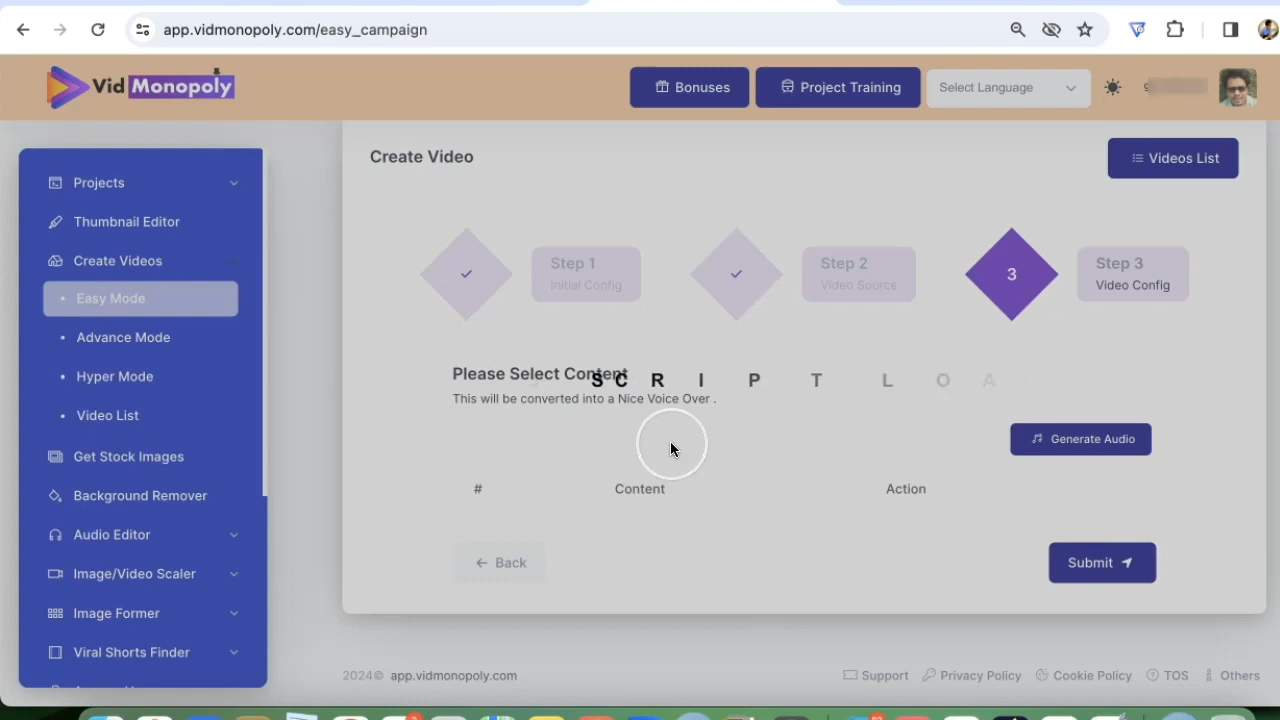 app.vidmonopoly.com/easy_campaign
Vid Monopoly
Bonuses
Project Training
Select Language
Projects
Thumbnail Editor
Create Videos
Easy Mode
Advance Mode
Hyper Mode
Video List
Get Stock Images
Background Remover
Audio Editor
Image/Video Scaler
Image Former
Viral Shorts Finder
Create Video
Videos List
Step 1
Initial Config
Step 2
Video Source
3
Step 3
Video Config
Please Select Content
S C R I P T L O A
This will be converted into a Nice Voice Over .
Generate Audio
# Content Action
Back
Submit
2024© app.vidmonopoly.com
Support Privacy Policy Cookie Policy TOS Others